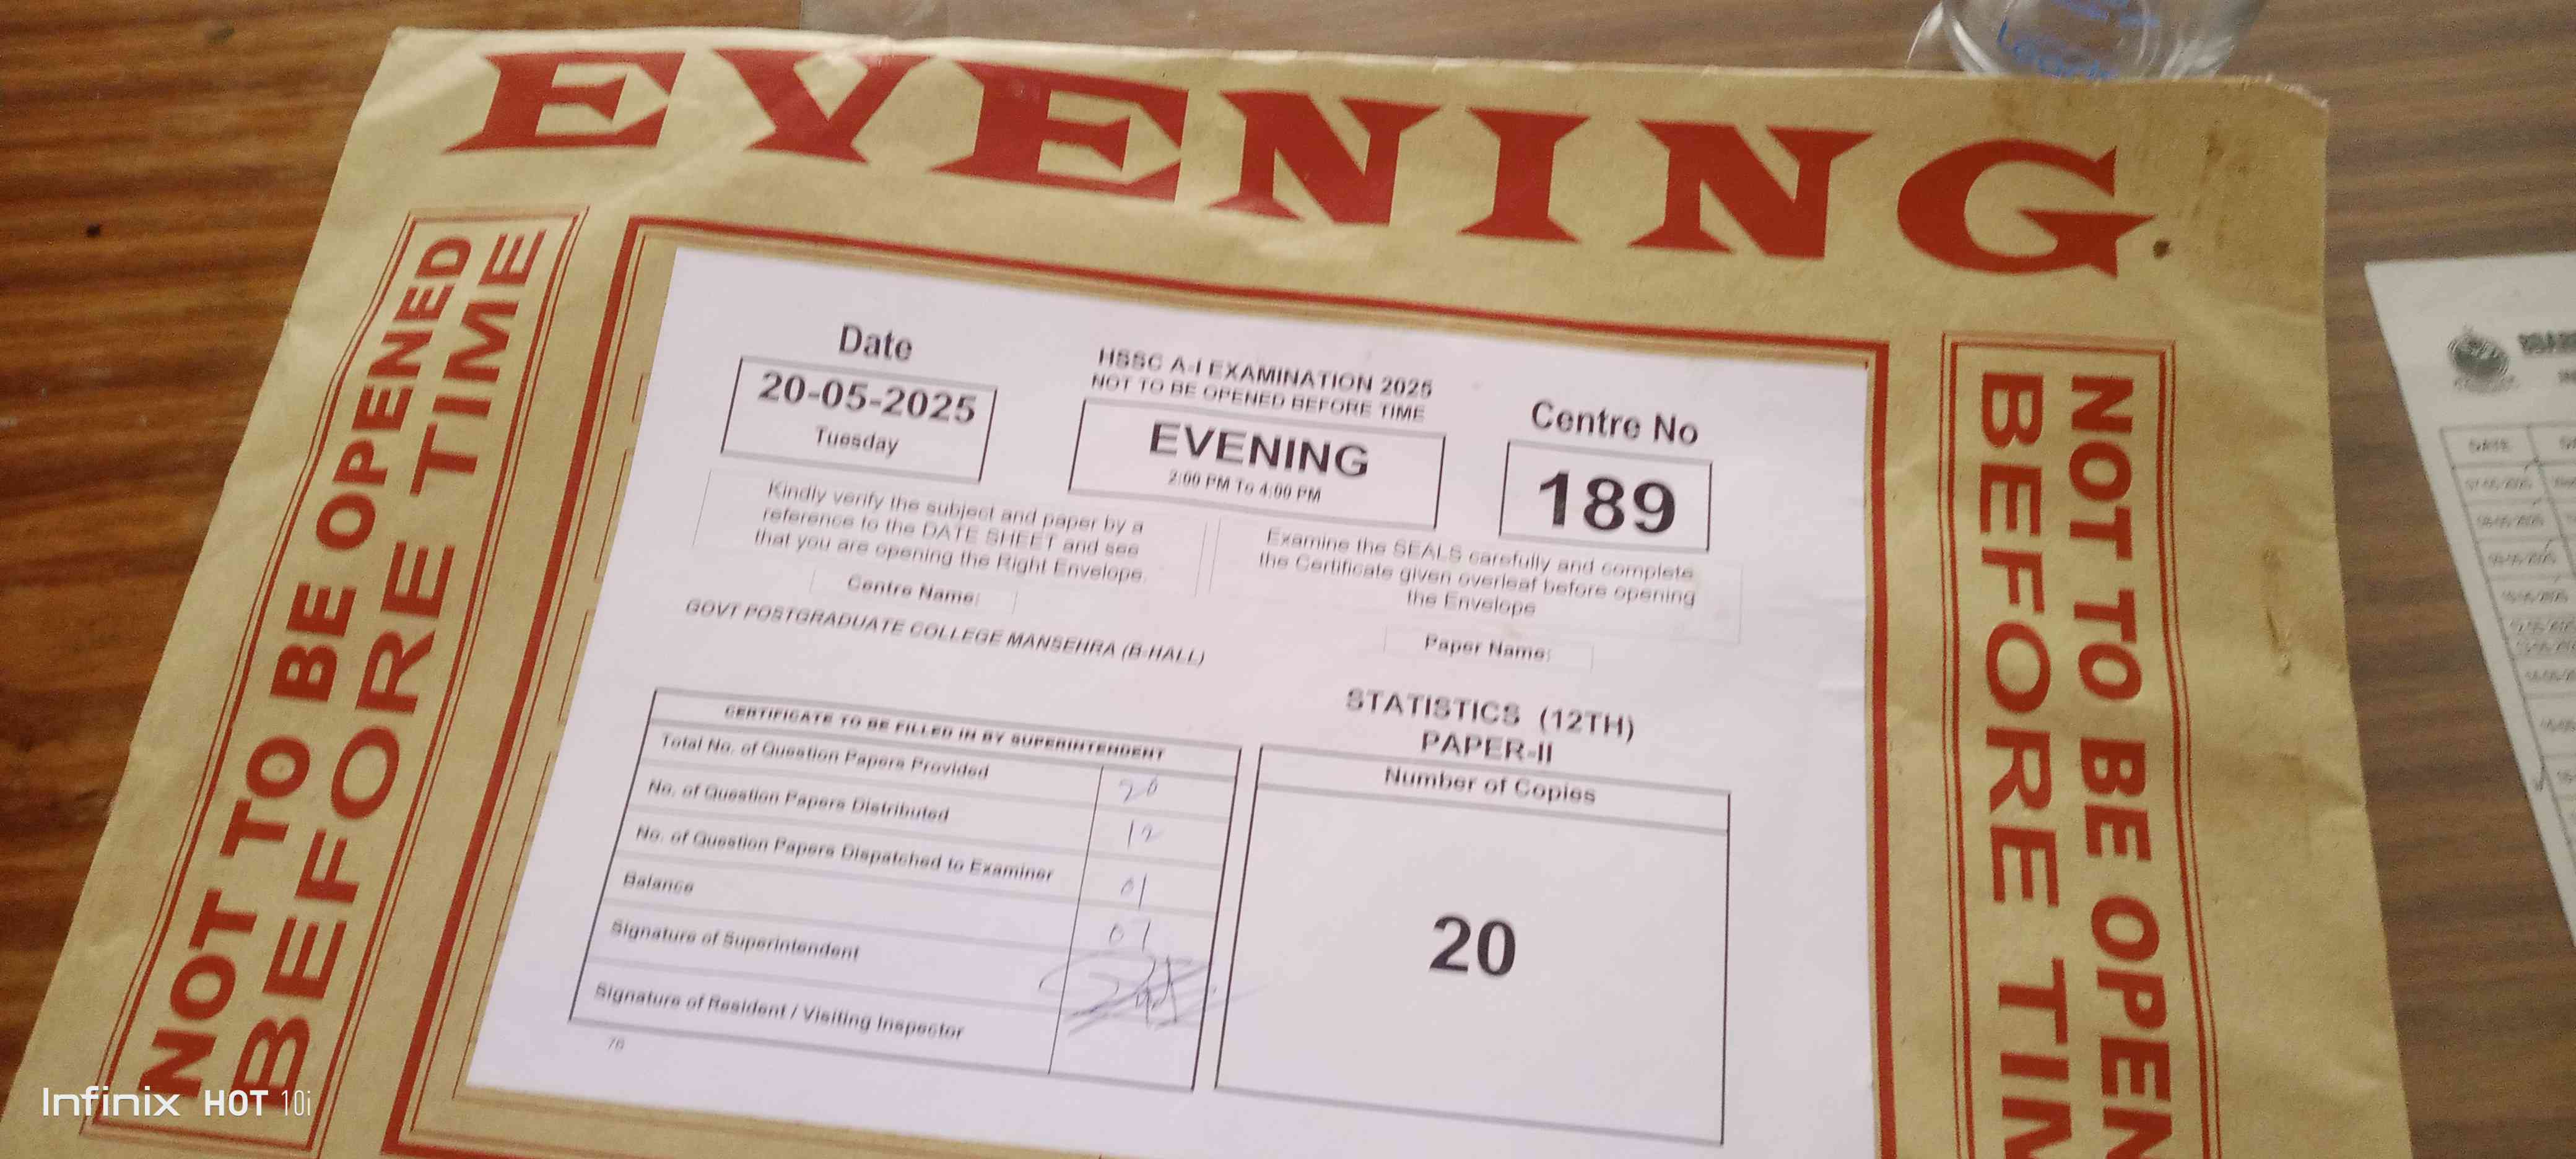 EVENING
NOT TO BE OPENED
BEFORE TIME
Date
20-05-2025
Tuesday
HSSC A-I EXAMINATION 2025
NOT TO BE OPENED BEFORE TIME
EVENING
2:00 PM To 4:00 PM
Centre No
189
Kindly verify the subject and paper by a
reference to the DATE SHEET and see
that you are opening the Right Envelope.
Examine the SEALS carefully and complete
the Certificate given overleaf before opening
the Envelope
Centre Name:
GOVT POSTGRADUATE COLLEGE MANSEHRA (B-HALL)
Paper Name:
STATISTICS (12TH)
PAPER-II
CERTIFICATE TO BE FILLED IN BY SUPERINTENDENT
Total No. of Question Papers Provided 20
No. of Question Papers Distributed 12
No. of Question Papers Dispatched to Examiner 01
Balance 07
Signature of Superintendent
Signature of Resident / Visiting Inspector
76
Number of Copies
20
NOT TO BE OPEN
BEFORE TIM
DATE
Infinix HOT 10i